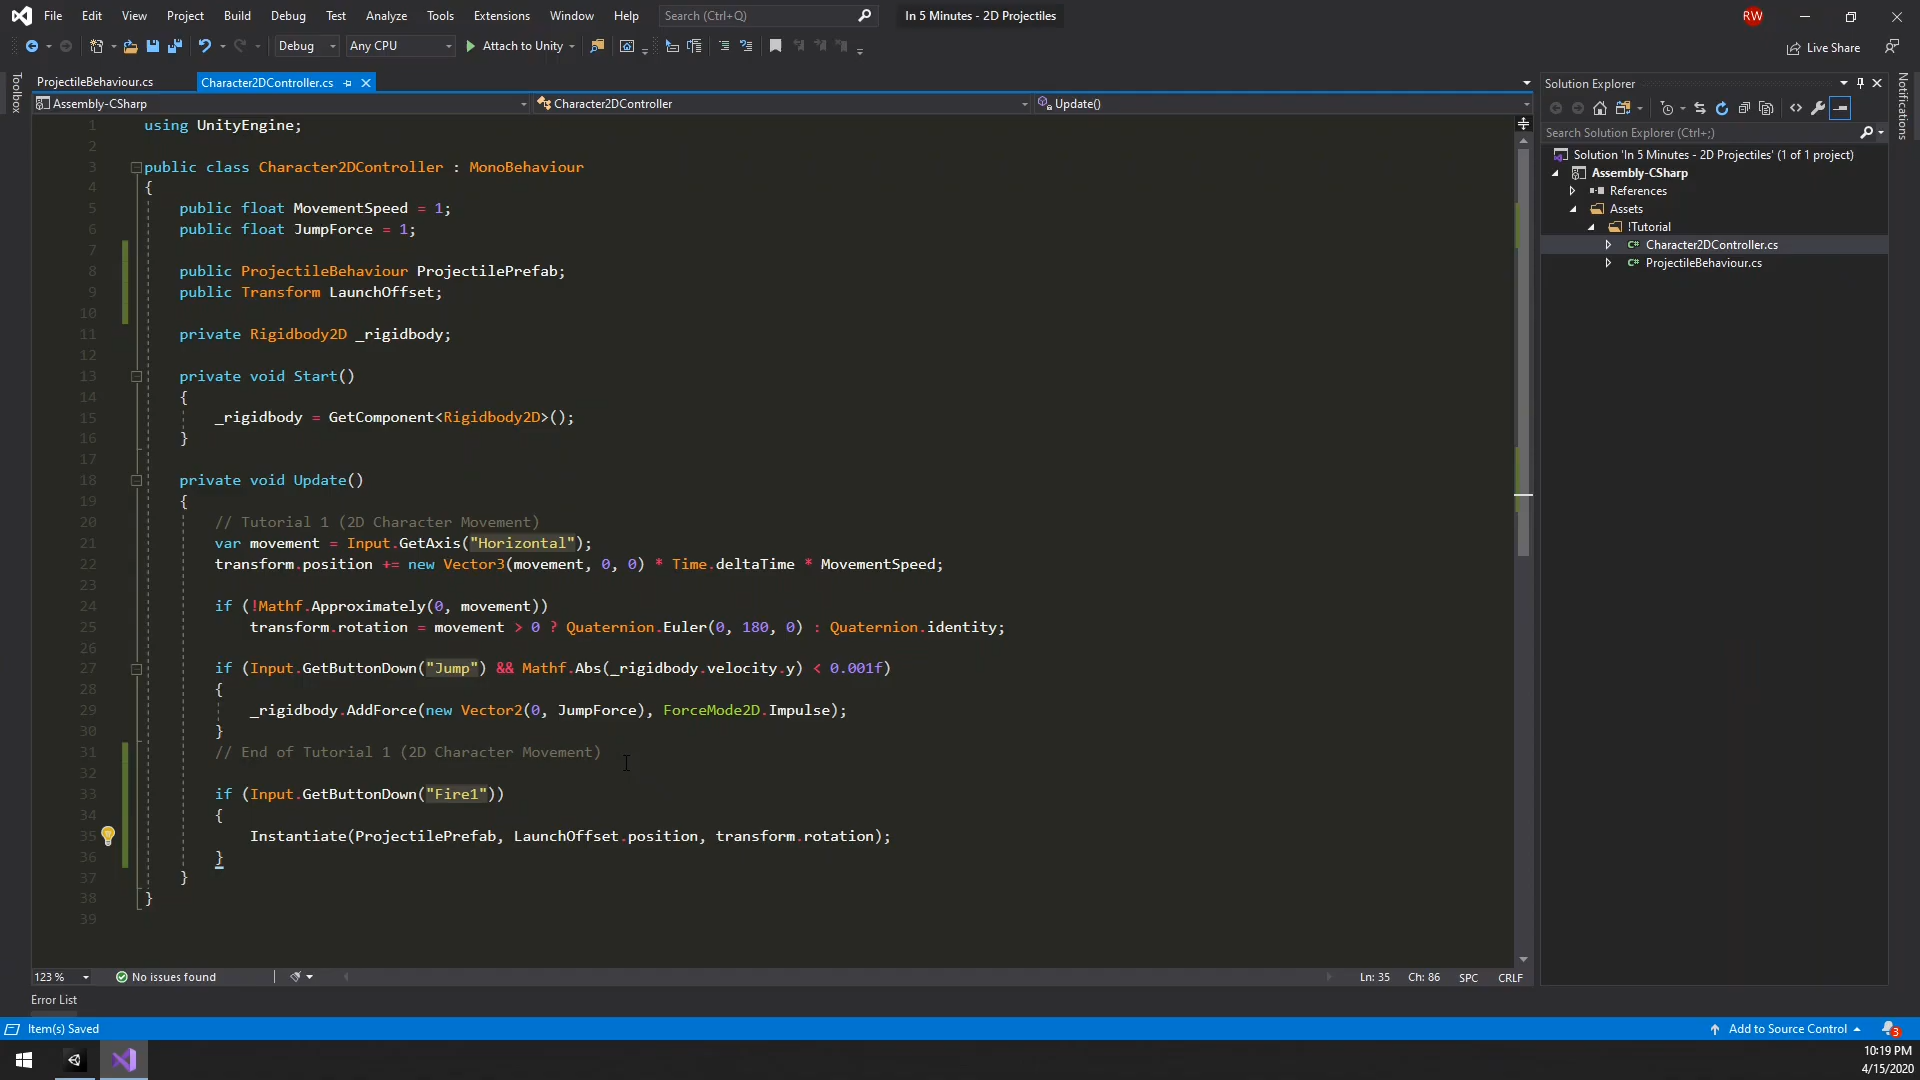 File Edit View Project Build Debug Test Analyze Tools Extensions Window Help Search (Ctrl+Q) In 5 Minutes - 2D Projectiles RW
Debug Any CPU Attach to Unity Live Share
Toolbox
ProjectileBehaviour.cs Character2DController.cs
Assembly-CSharp Character2DController Update()
1 using UnityEngine;
2
3 public class Character2DController : MonoBehaviour
4 {
5 public float MovementSpeed = 1;
6 public float JumpForce = 1;
7
8 public ProjectileBehaviour ProjectilePrefab;
9 public Transform LaunchOffset;
10
11 private Rigidbody2D _rigidbody;
12
13 private void Start()
14 {
15 _rigidbody = GetComponent<Rigidbody2D>();
16 }
17
18 private void Update()
19 {
20 // Tutorial 1 (2D Character Movement)
21 var movement = Input.GetAxis("Horizontal");
22 transform.position += new Vector3(movement, 0, 0) * Time.deltaTime * MovementSpeed;
23
24 if (!Mathf.Approximately(0, movement))
25 transform.rotation = movement > 0 ? Quaternion.Euler(0, 180, 0) : Quaternion.identity;
26
27 if (Input.GetButtonDown("Jump") && Mathf.Abs(_rigidbody.velocity.y) < 0.001f)
28 {
29 _rigidbody.AddForce(new Vector2(0, JumpForce), ForceMode2D.Impulse);
30 }
31 // End of Tutorial 1 (2D Character Movement)
32
33 if (Input.GetButtonDown("Fire1"))
34 {
35 Instantiate(ProjectilePrefab, LaunchOffset.position, transform.rotation);
36 }
37 }
38 }
39
123 % No issues found Ln: 35 Ch: 86 SPC CRLF
Error List
Solution Explorer
Search Solution Explorer (Ctrl+;)
Solution 'In 5 Minutes - 2D Projectiles' (1 of 1 project)
Assembly-CSharp
References
Assets
!Tutorial
Character2DController.cs
ProjectileBehaviour.cs
Notifications
Item(s) Saved Add to Source Control 3
10:19 PM
4/15/2020